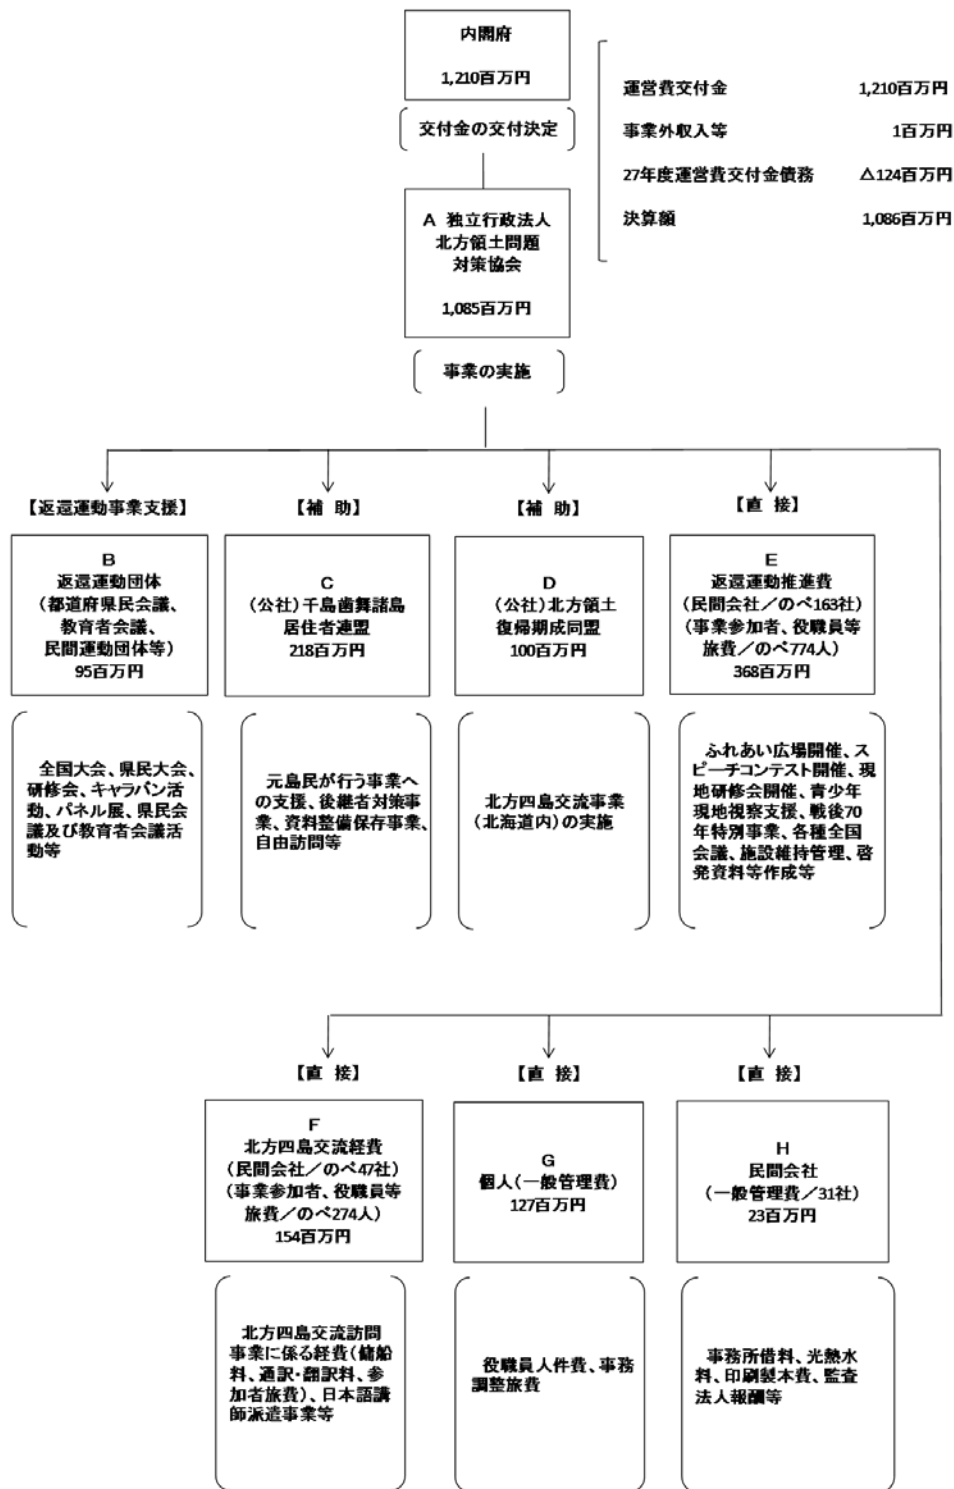 内閣府
1,210百万円
交付金の交付決定
運営費交付金 1,210百万円
事業外収入等 1百万円
27年度運営費交付金債務 △124百万円
決算額 1,086百万円
A 独立行政法人
北方領土問題
対策協会
1,085百万円
事業の実施
【返還運動事業支援】
B
返還運動団体
（都道府県民会議、
教育者会議、
民間運動団体等）
95百万円
全国大会、県民大会、
研修会、キャラバン活
動、パネル展、県民会
議及び教育者会議活
動等
【補 助】
C
（公社）千島歯舞諸島
居住者連盟
218百万円
元島民が行う事業へ
の支援、後継者対策事
業、資料整備保存事業、
自由訪問等
【補 助】
D
（公社）北方領土
復帰期成同盟
100百万円
北方四島交流事業
（北海道内）の実施
【直 接】
E
返還運動推進費
（民間会社／のべ163社）
（事業参加者、役職員等
旅費／のべ774人）
368百万円
ふれあい広場開催、ス
ピーチコンテスト開催、現
地研修会開催、青少年
現地視察支援、戦後70
年特別事業、各種全国
会議、施設維持管理、啓
発資料等作成等
【直 接】
F
北方四島交流経費
（民間会社／のべ47社）
（事業参加者、役職員等
旅費／のべ274人）
154百万円
北方四島交流訪問
事業に係る経費（傭船
料、通訳・翻訳料、参
加者旅費）、日本語講
師派遣事業等
【直 接】
G
個人（一般管理費）
127百万円
役職員人件費、事務
調整旅費
【直 接】
H
民間会社
（一般管理費／31社）
23百万円
事務所借料、光熱水
料、印刷製本費、監査
法人報酬等